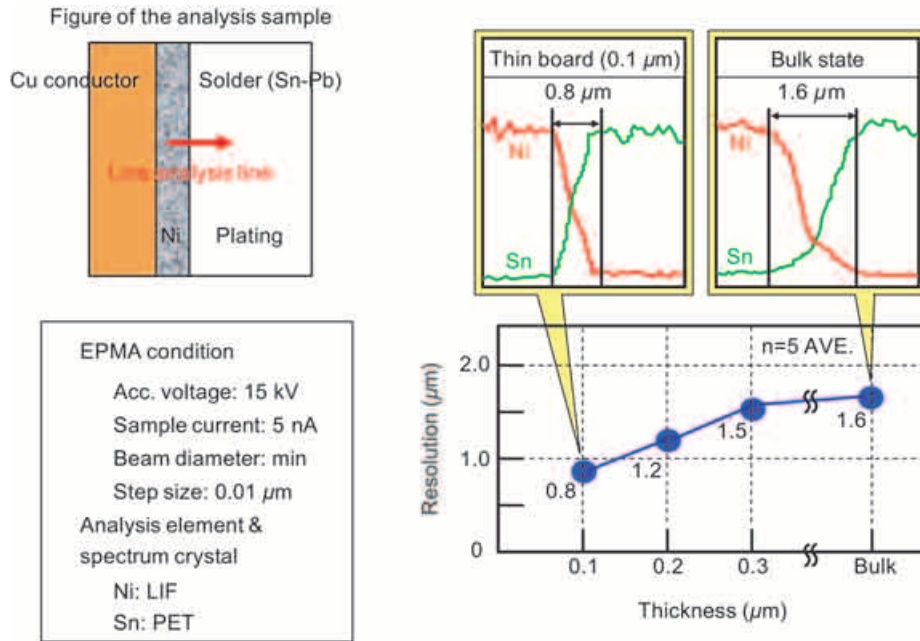 Figure of the analysis sample
Cu conductor
Solder (Sn-Pb)
Line analysis line
Ni
Plating
EPMA condition
Acc. voltage: 15 kV
Sample current: 5 nA
Beam diameter: min
Step size: 0.01 µm
Analysis element &
spectrum crystal
Ni: LIF
Sn: PET
Thin board (0.1 µm)
0.8 µm
Ni
Sn
Bulk state
1.6 µm
Ni
Sn
n=5 AVE.
Resolution (µm)
2.0
1.0
0
0.8
1.2
1.5
1.6
0.1
0.2
0.3
Bulk
Thickness (µm)